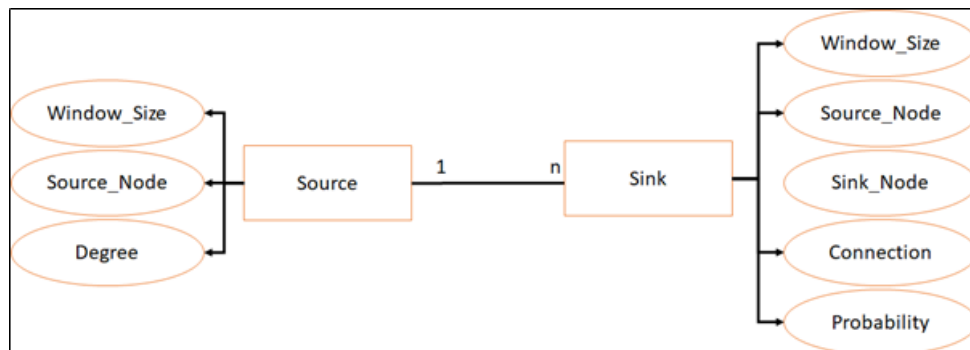 Window_Size
Source_Node
Degree
Source
1
n
Sink
Window_Size
Source_Node
Sink_Node
Connection
Probability